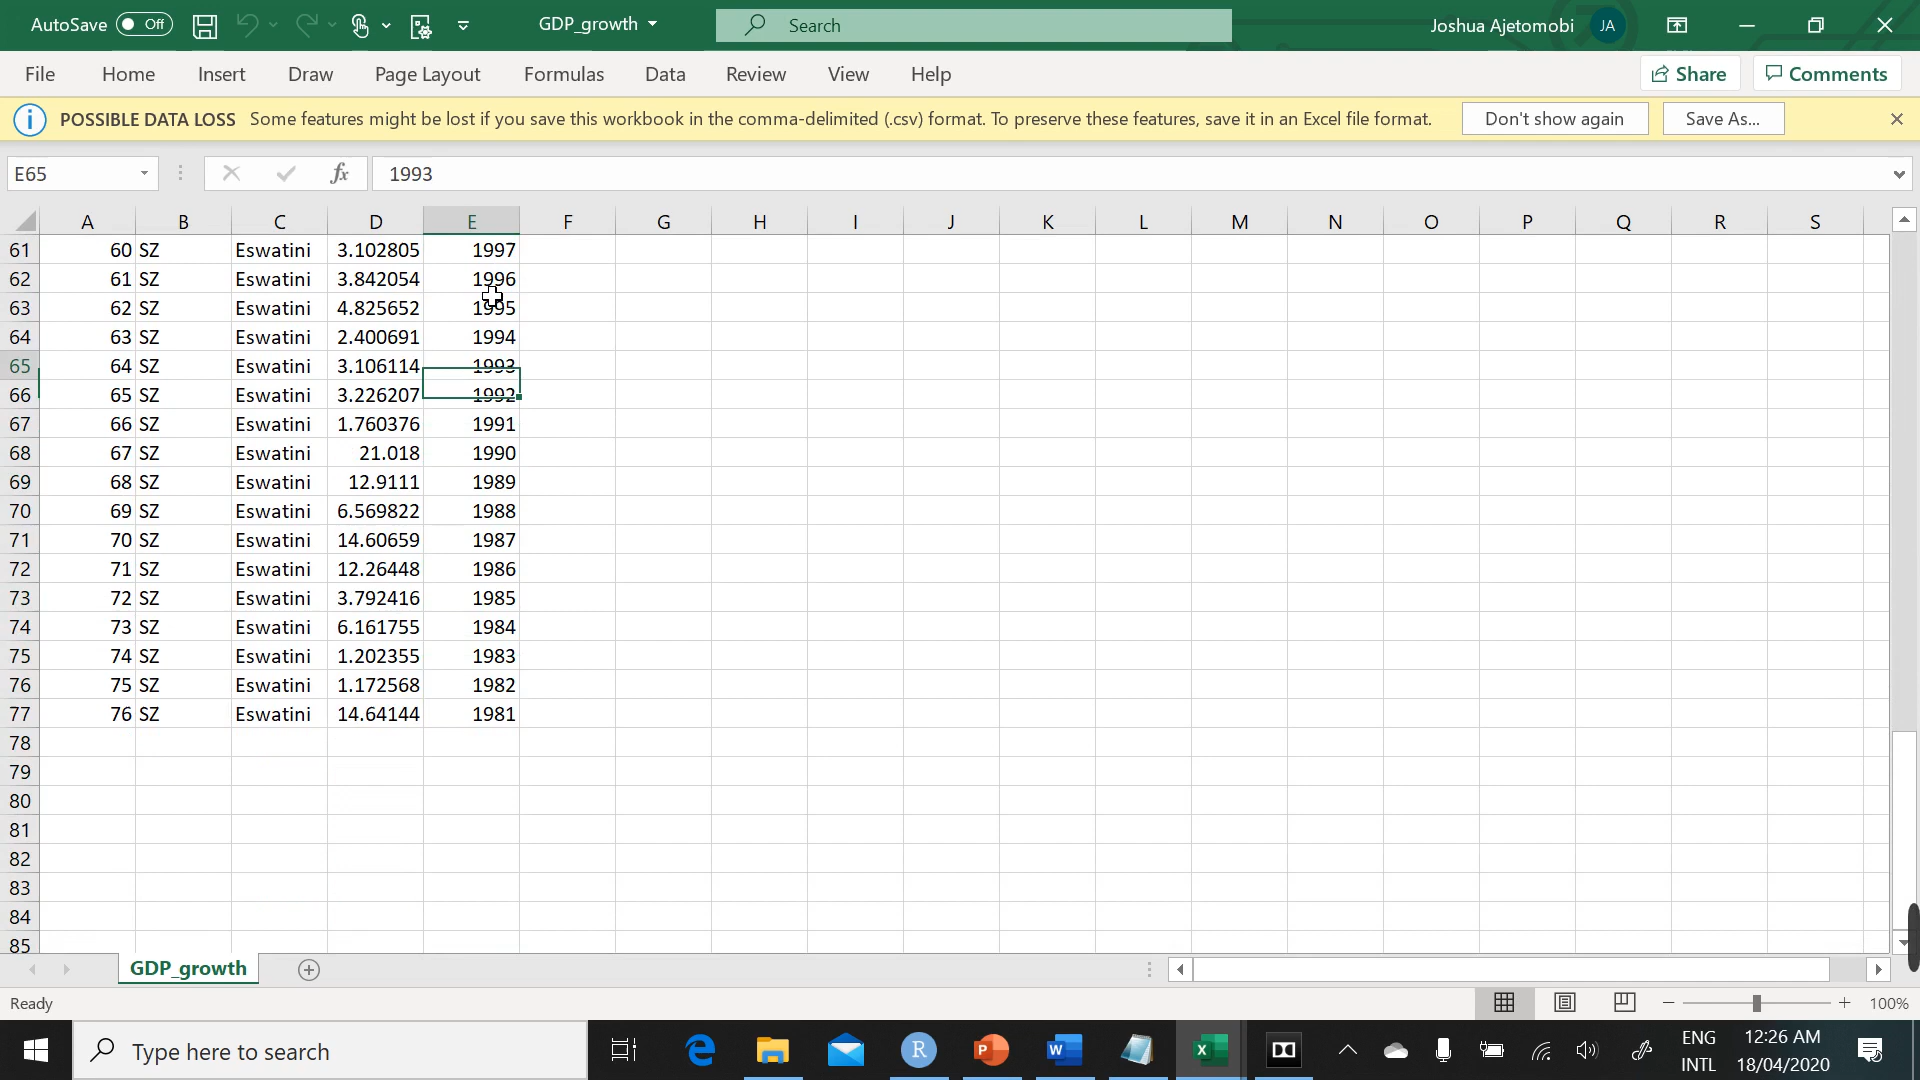 AutoSave Off GDP_growth Search Joshua Ajetomobi JA
File Home Insert Draw Page Layout Formulas Data Review View Help Share Comments
POSSIBLE DATA LOSS Some features might be lost if you save this workbook in the comma-delimited (.csv) format. To preserve these features, save it in an Excel file format. Don't show again Save As...
E65 fx 1993
A B C D E F G H I J K L M N O P Q R S
61 60 SZ Eswatini 3.102805 1997
62 61 SZ Eswatini 3.842054 1996
63 62 SZ Eswatini 4.825652 1995
64 63 SZ Eswatini 2.400691 1994
65 64 SZ Eswatini 3.106114 1993
66 65 SZ Eswatini 3.226207 1992
67 66 SZ Eswatini 1.760376 1991
68 67 SZ Eswatini 21.018 1990
69 68 SZ Eswatini 12.9111 1989
70 69 SZ Eswatini 6.569822 1988
71 70 SZ Eswatini 14.60659 1987
72 71 SZ Eswatini 12.26448 1986
73 72 SZ Eswatini 3.792416 1985
74 73 SZ Eswatini 6.161755 1984
75 74 SZ Eswatini 1.202355 1983
76 75 SZ Eswatini 1.172568 1982
77 76 SZ Eswatini 14.64144 1981
78
79
80
81
82
83
84
85
GDP_growth
Ready 100%
Type here to search R P W X ENG 12:26 AM
INTL 18/04/2020